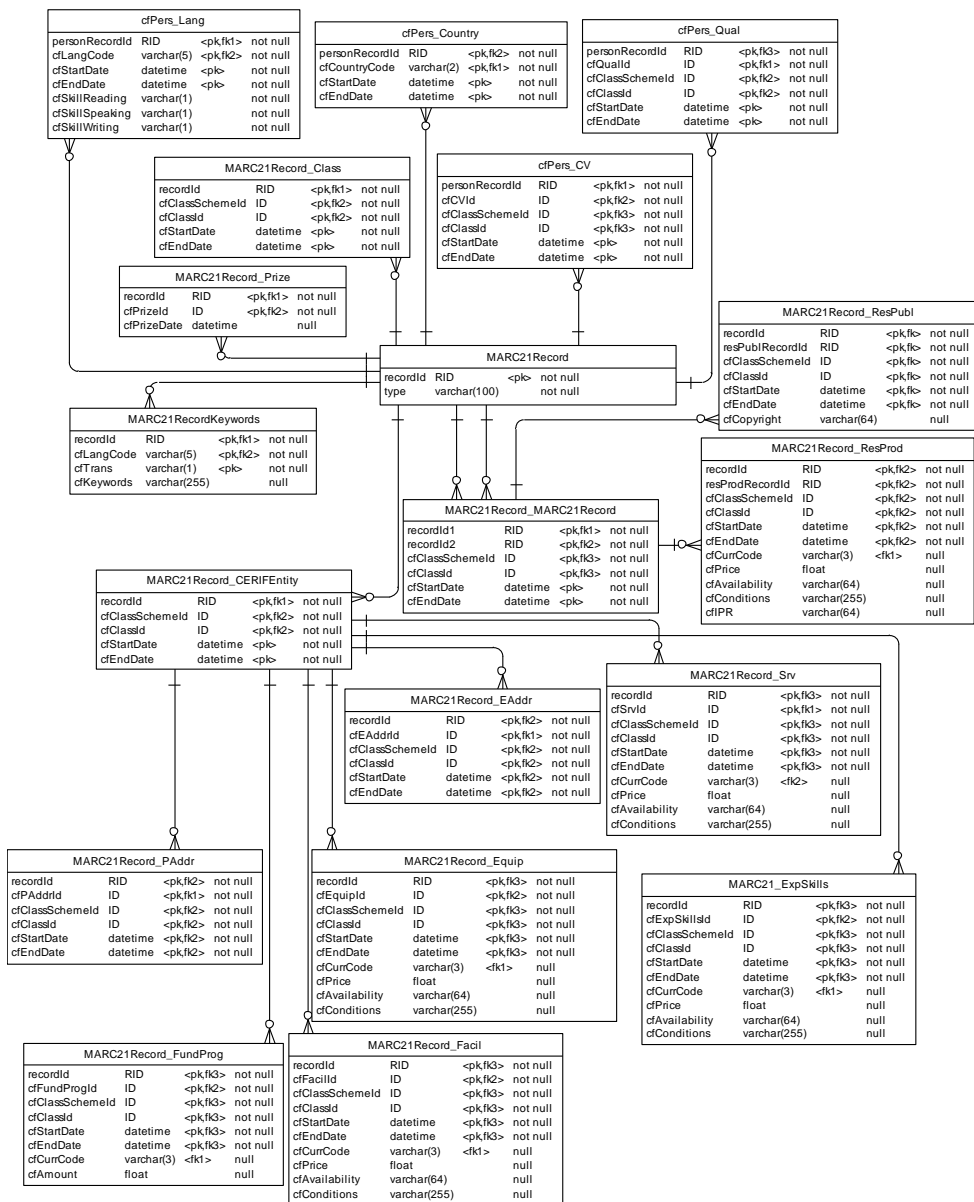 cfPers_Lang
personRecordId RID <pk,fk1> not null
cfLangCode varchar(5) <pk,fk2> not null
cfStartDate datetime <pk> not null
cfEndDate datetime <pk> not null
cfSkillReading varchar(1) not null
cfSkillSpeaking varchar(1) not null
cfSkillWriting varchar(1) not null
cfPers_Country
personRecordId RID <pk,fk2> not null
cfCountryCode varchar(2) <pk,fk1> not null
cfStartDate datetime <pk> not null
cfEndDate datetime <pk> not null
cfPers_Qual
personRecordId RID <pk,fk3> not null
cfQualId ID <pk,fk1> not null
cfClassSchemeId ID <pk,fk2> not null
cfClassId ID <pk,fk2> not null
cfStartDate datetime <pk> not null
cfEndDate datetime <pk> not null
MARC21Record_Class
recordId RID <pk,fk1> not null
cfClassSchemeId ID <pk,fk2> not null
cfClassId ID <pk,fk2> not null
cfStartDate datetime <pk> not null
cfEndDate datetime <pk> not null
cfPers_CV
personRecordId RID <pk,fk1> not null
cfCVId ID <pk,fk2> not null
cfClassSchemeId ID <pk,fk3> not null
cfClassId ID <pk,fk3> not null
cfStartDate datetime <pk> not null
cfEndDate datetime <pk> not null
MARC21Record_Prize
recordId RID <pk,fk1> not null
cfPrizeId ID <pk,fk2> not null
cfPrizeDate datetime null
MARC21Record_ResPubl
recordId RID <pk,fk> not null
resPublRecordId RID <pk,fk> not null
cfClassSchemeId ID <pk,fk> not null
cfClassId ID <pk,fk> not null
cfStartDate datetime <pk,fk> not null
cfEndDate datetime <pk,fk> not null
cfCopyright varchar(64) null
MARC21Record
recordId RID <pk> not null
type varchar(100) not null
MARC21RecordKeywords
recordId RID <pk,fk1> not null
cfLangCode varchar(5) <pk,fk2> not null
cfTrans varchar(1) <pk> not null
cfKeywords varchar(255) null
MARC21Record_ResProd
recordId RID <pk,fk2> not null
resProdRecordId RID <pk,fk2> not null
cfClassSchemeId ID <pk,fk2> not null
cfClassId ID <pk,fk2> not null
cfStartDate datetime <pk,fk2> not null
cfEndDate datetime <pk,fk2> not null
cfCurrCode varchar(3) <fk1> null
cfPrice float null
cfAvailability varchar(64) null
cfConditions varchar(255) null
cfIPR varchar(64) null
MARC21Record_MARC21Record
recordId1 RID <pk,fk1> not null
recordId2 RID <pk,fk2> not null
cfClassSchemeId ID <pk,fk3> not null
cfClassId ID <pk,fk3> not null
cfStartDate datetime <pk> not null
cfEndDate datetime <pk> not null
MARC21Record_CERIFEntity
recordId RID <pk,fk1> not null
cfClassSchemeId ID <pk,fk2> not null
cfClassId ID <pk,fk2> not null
cfStartDate datetime <pk> not null
cfEndDate datetime <pk> not null
MARC21Record_EAddr
recordId RID <pk,fk2> not null
cfEAddrId ID <pk,fk1> not null
cfClassSchemeId ID <pk,fk2> not null
cfClassId ID <pk,fk2> not null
cfStartDate datetime <pk,fk2> not null
cfEndDate datetime <pk,fk2> not null
MARC21Record_Srv
recordId RID <pk,fk3> not null
cfSrvId ID <pk,fk1> not null
cfClassSchemeId ID <pk,fk3> not null
cfClassId ID <pk,fk3> not null
cfStartDate datetime <pk,fk3> not null
cfEndDate datetime <pk,fk3> not null
cfCurrCode varchar(3) <fk2> null
cfPrice float null
cfAvailability varchar(64) null
cfConditions varchar(255) null
MARC21Record_PAddr
recordId RID <pk,fk2> not null
cfPAddrId ID <pk,fk1> not null
cfClassSchemeId ID <pk,fk2> not null
cfClassId ID <pk,fk2> not null
cfStartDate datetime <pk,fk2> not null
cfEndDate datetime <pk,fk2> not null
MARC21Record_Equip
recordId RID <pk,fk3> not null
cfEquipId ID <pk,fk2> not null
cfClassSchemeId ID <pk,fk3> not null
cfClassId ID <pk,fk3> not null
cfStartDate datetime <pk,fk3> not null
cfEndDate datetime <pk,fk3> not null
cfCurrCode varchar(3) <fk1> null
cfPrice float null
cfAvailability varchar(64) null
cfConditions varchar(255) null
MARC21_ExpSkills
recordId RID <pk,fk3> not null
cfExpSkillsId ID <pk,fk2> not null
cfClassSchemeId ID <pk,fk3> not null
cfClassId ID <pk,fk3> not null
cfStartDate datetime <pk,fk3> not null
cfEndDate datetime <pk,fk3> not null
cfCurrCode varchar(3) <fk1> null
cfPrice float null
cfAvailability varchar(64) null
cfConditions varchar(255) null
MARC21Record_FundProg
recordId RID <pk,fk3> not null
cfFundProgId ID <pk,fk2> not null
cfClassSchemeId ID <pk,fk3> not null
cfClassId ID <pk,fk3> not null
cfStartDate datetime <pk,fk3> not null
cfEndDate datetime <pk,fk3> not null
cfCurrCode varchar(3) <fk1> null
cfAmount float null
MARC21Record_Facil
recordId RID <pk,fk3> not null
cfFacilId ID <pk,fk2> not null
cfClassSchemeId ID <pk,fk3> not null
cfClassId ID <pk,fk3> not null
cfStartDate datetime <pk,fk3> not null
cfEndDate datetime <pk,fk3> not null
cfCurrCode varchar(3) <fk1> null
cfPrice float null
cfAvailability varchar(64) null
cfConditions varchar(255) null